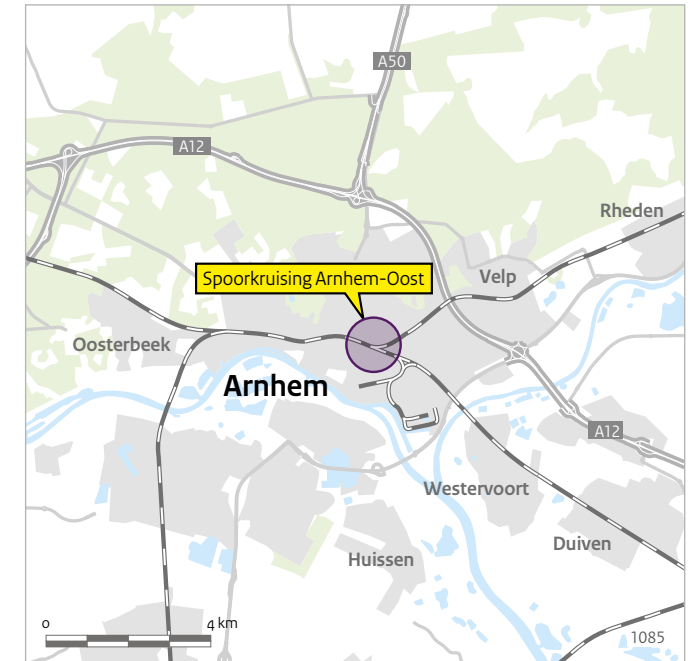 A50
A12
Rheden
Spoorkruising Arnhem-Oost
Velp
Oosterbeek
Arnhem
A12
Westervoort
Duiven
Huissen
0 4 km
1085